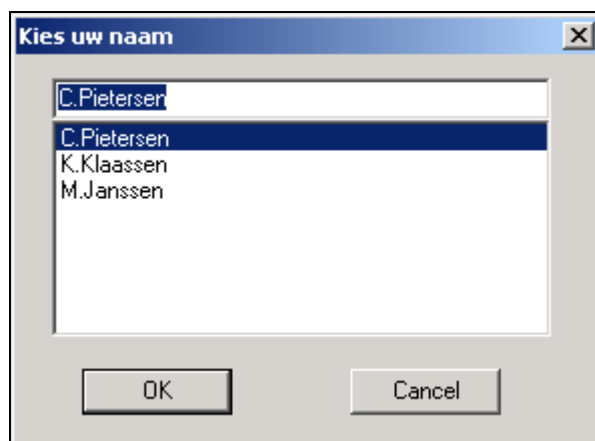 Kies uw naam
C.Pietersen
C.Pietersen
K.Klaassen
M.Janssen
OK
Cancel